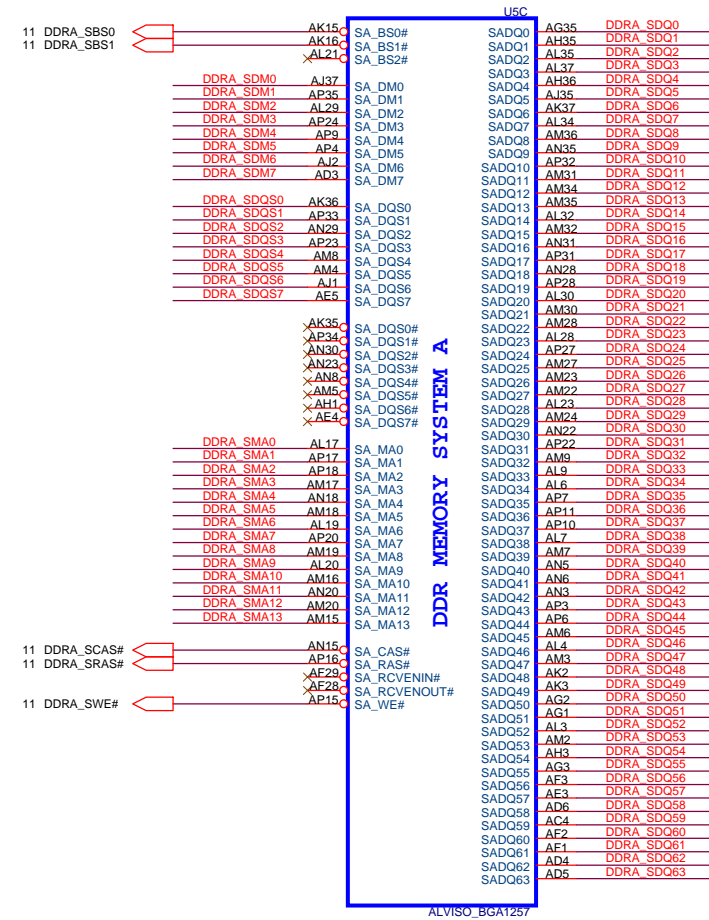 U5C
11 DDRA_SBS0 AK15 SA_BS0#
11 DDRA_SBS1 AK16 SA_BS1#
AL21 SA_BS2#
DDRA_SDM0 AJ37 SA_DM0
DDRA_SDM1 AP35 SA_DM1
DDRA_SDM2 AL29 SA_DM2
DDRA_SDM3 AP24 SA_DM3
DDRA_SDM4 AP9 SA_DM4
DDRA_SDM5 AP4 SA_DM5
DDRA_SDM6 AJ2 SA_DM6
DDRA_SDM7 AD3 SA_DM7
DDRA_SDQS0 AK36 SA_DQS0
DDRA_SDQS1 AP33 SA_DQS1
DDRA_SDQS2 AN29 SA_DQS2
DDRA_SDQS3 AP23 SA_DQS3
DDRA_SDQS4 AM8 SA_DQS4
DDRA_SDQS5 AM4 SA_DQS5
DDRA_SDQS6 AJ1 SA_DQS6
DDRA_SDQS7 AE5 SA_DQS7
AK35 SA_DQS0#
AP34 SA_DQS1#
AN30 SA_DQS2#
AN23 SA_DQS3#
AN8 SA_DQS4#
AM5 SA_DQS5#
AH1 SA_DQS6#
AE4 SA_DQS7#
DDRA_SMA0 AL17 SA_MA0
DDRA_SMA1 AP17 SA_MA1
DDRA_SMA2 AP18 SA_MA2
DDRA_SMA3 AM17 SA_MA3
DDRA_SMA4 AN18 SA_MA4
DDRA_SMA5 AM18 SA_MA5
DDRA_SMA6 AL19 SA_MA6
DDRA_SMA7 AP20 SA_MA7
DDRA_SMA8 AM19 SA_MA8
DDRA_SMA9 AL20 SA_MA9
DDRA_SMA10 AM16 SA_MA10
DDRA_SMA11 AN20 SA_MA11
DDRA_SMA12 AM20 SA_MA12
DDRA_SMA13 AM15 SA_MA13
11 DDRA_SCAS# AN15 SA_CAS#
11 DDRA_SRAS# AP16 SA_RAS#
AF29 SA_RCVENIN#
AF28 SA_RCVENOUT#
11 DDRA_SWE# AP15 SA_WE#
DDR MEMORY SYSTEM A
SADQ0 AG35 DDRA_SDQ0
SADQ1 AH35 DDRA_SDQ1
SADQ2 AL35 DDRA_SDQ2
SADQ3 AL37 DDRA_SDQ3
SADQ4 AH36 DDRA_SDQ4
SADQ5 AJ35 DDRA_SDQ5
SADQ6 AK37 DDRA_SDQ6
SADQ7 AL34 DDRA_SDQ7
SADQ8 AM36 DDRA_SDQ8
SADQ9 AN35 DDRA_SDQ9
SADQ10 AP32 DDRA_SDQ10
SADQ11 AM31 DDRA_SDQ11
SADQ12 AM34 DDRA_SDQ12
SADQ13 AM35 DDRA_SDQ13
SADQ14 AL32 DDRA_SDQ14
SADQ15 AM32 DDRA_SDQ15
SADQ16 AN31 DDRA_SDQ16
SADQ17 AP31 DDRA_SDQ17
SADQ18 AN28 DDRA_SDQ18
SADQ19 AP28 DDRA_SDQ19
SADQ20 AL30 DDRA_SDQ20
SADQ21 AM30 DDRA_SDQ21
SADQ22 AM28 DDRA_SDQ22
SADQ23 AL28 DDRA_SDQ23
SADQ24 AP27 DDRA_SDQ24
SADQ25 AM27 DDRA_SDQ25
SADQ26 AM23 DDRA_SDQ26
SADQ27 AM22 DDRA_SDQ27
SADQ28 AL23 DDRA_SDQ28
SADQ29 AM24 DDRA_SDQ29
SADQ30 AN22 DDRA_SDQ30
SADQ31 AP22 DDRA_SDQ31
SADQ32 AM9 DDRA_SDQ32
SADQ33 AL9 DDRA_SDQ33
SADQ34 AL6 DDRA_SDQ34
SADQ35 AP7 DDRA_SDQ35
SADQ36 AP11 DDRA_SDQ36
SADQ37 AP10 DDRA_SDQ37
SADQ38 AL7 DDRA_SDQ38
SADQ39 AM7 DDRA_SDQ39
SADQ40 AN5 DDRA_SDQ40
SADQ41 AN6 DDRA_SDQ41
SADQ42 AN3 DDRA_SDQ42
SADQ43 AP3 DDRA_SDQ43
SADQ44 AP6 DDRA_SDQ44
SADQ45 AM6 DDRA_SDQ45
SADQ46 AL4 DDRA_SDQ46
SADQ47 AM3 DDRA_SDQ47
SADQ48 AK2 DDRA_SDQ48
SADQ49 AK3 DDRA_SDQ49
SADQ50 AG2 DDRA_SDQ50
SADQ51 AG1 DDRA_SDQ51
SADQ52 AL3 DDRA_SDQ52
SADQ53 AM2 DDRA_SDQ53
SADQ54 AH3 DDRA_SDQ54
SADQ55 AG3 DDRA_SDQ55
SADQ56 AF3 DDRA_SDQ56
SADQ57 AE3 DDRA_SDQ57
SADQ58 AD6 DDRA_SDQ58
SADQ59 AC4 DDRA_SDQ59
SADQ60 AF2 DDRA_SDQ60
SADQ61 AF1 DDRA_SDQ61
SADQ62 AD4 DDRA_SDQ62
SADQ63 AD5 DDRA_SDQ63
ALVISO_BGA1257